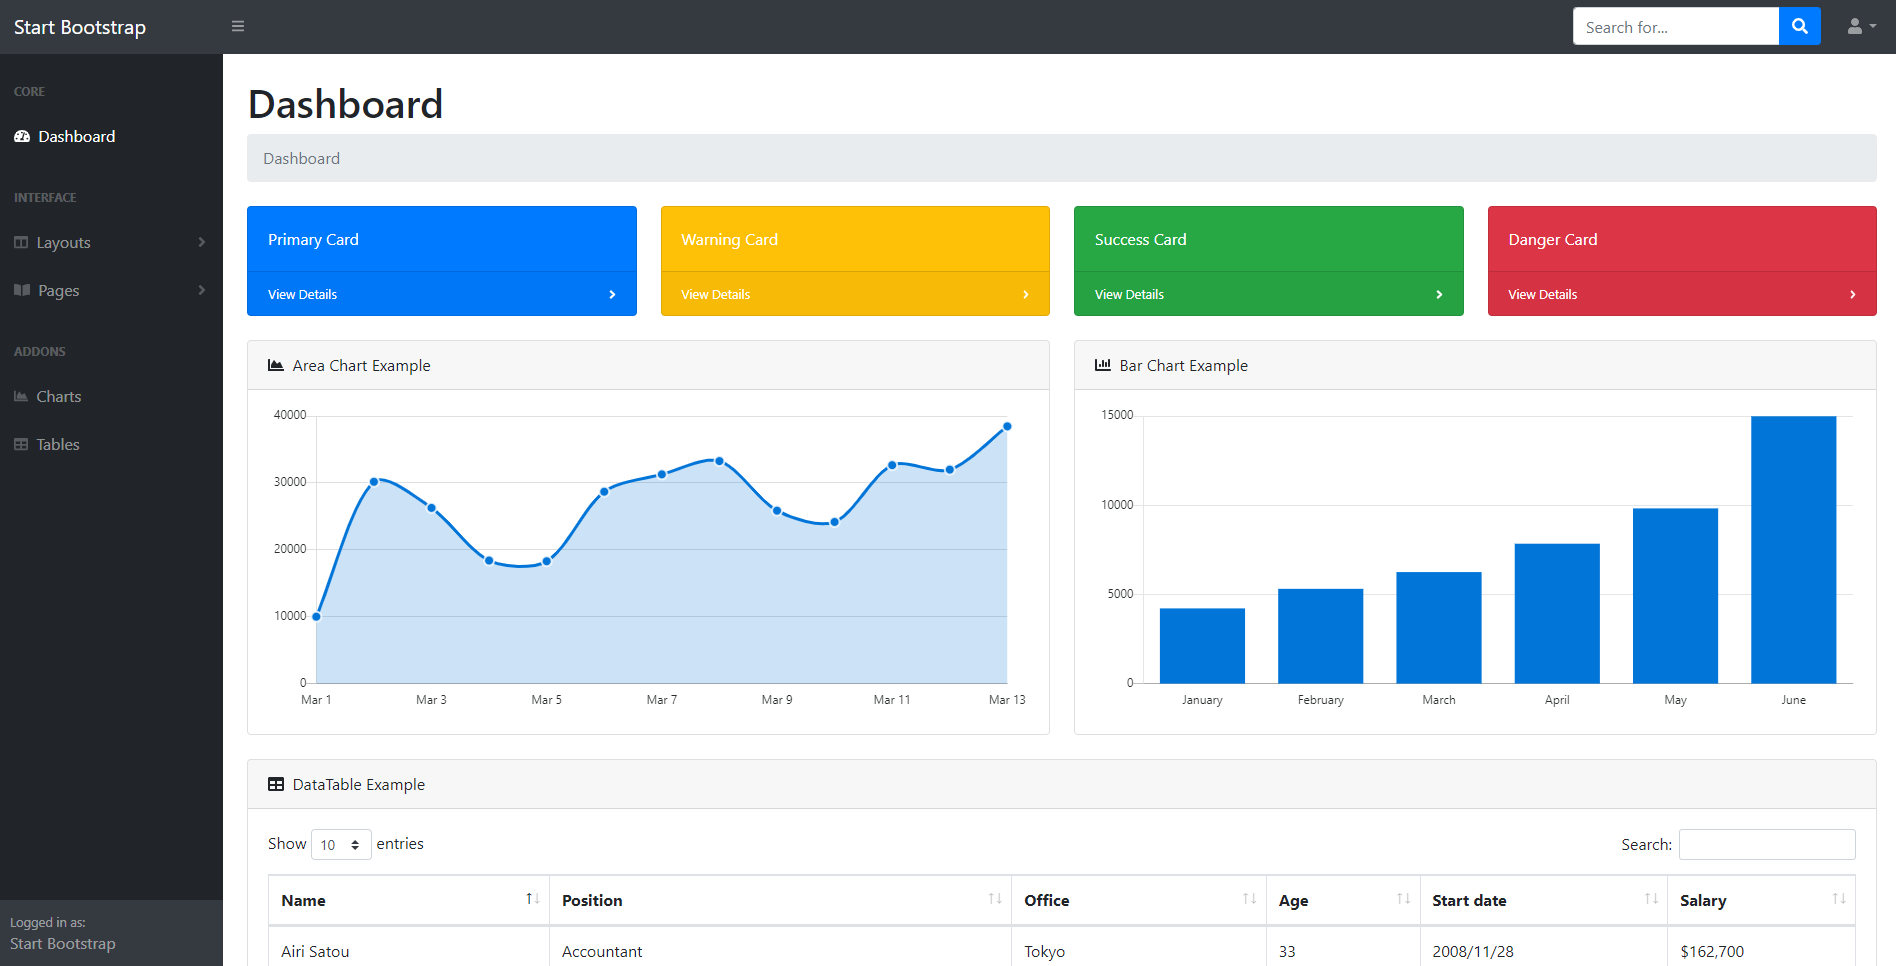 Start Bootstrap
Search for...
CORE
Dashboard
INTERFACE
Layouts
Pages
ADDONS
Charts
Tables
Logged in as:
Start Bootstrap
Dashboard
Dashboard
Primary Card
View Details
Warning Card
View Details
Success Card
View Details
Danger Card
View Details
Area Chart Example
40000
30000
20000
10000
0
Mar 1 Mar 3 Mar 5 Mar 7 Mar 9 Mar 11 Mar 13
Bar Chart Example
15000
10000
5000
0
January February March April May June
DataTable Example
Show 10 entries
Search:
Name Position Office Age Start date Salary
Airi Satou Accountant Tokyo 33 2008/11/28 $162,700